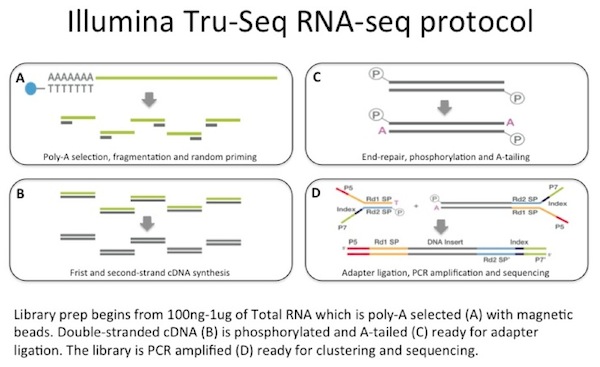 Illumina Tru-Seq RNA-seq protocol
A
AAAAAAA
TTTTTTT
Poly-A selection, fragmentation and random priming
B
Frist and second-strand cDNA synthesis
C
P
P
A
P
A
P
End-repair, phosphorylation and A-tailing
D
P5
Rd1 SP
T
Index
Rd2 SP
P
P7
+
P
A
Rd2 SP
Rd1 SP
P7
Index
P5
P5
Rd1 SP
DNA Insert
Index
Rd2 SP'
P7'
Adapter ligation, PCR amplification and sequencing
Library prep begins from 100ng-1ug of Total RNA which is poly-A selected (A) with magnetic
beads. Double-stranded cDNA (B) is phosphorylated and A-tailed (C) ready for adapter
ligation. The library is PCR amplified (D) ready for clustering and sequencing.